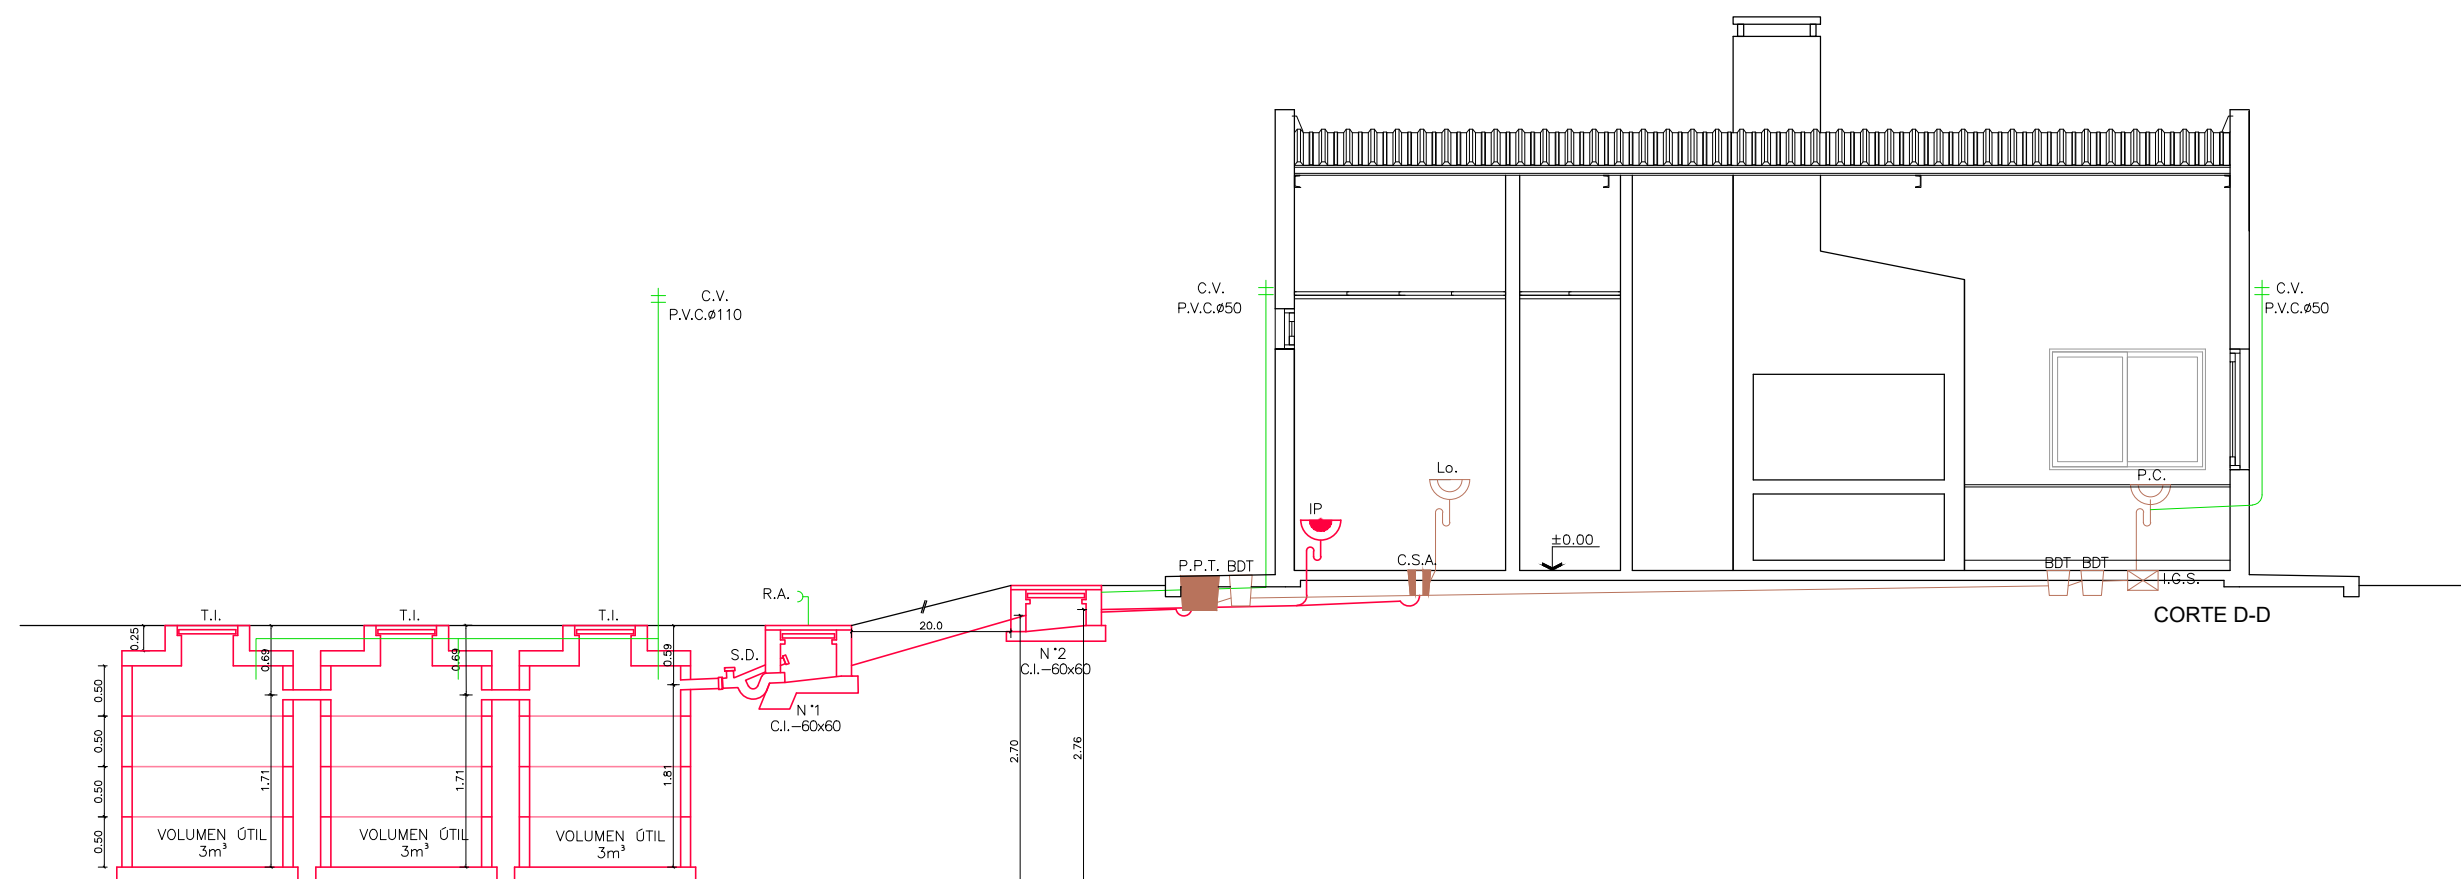 C.V.
P.V.C.ø110
C.V.
P.V.C.ø50
C.V.
P.V.C.ø50
Lo.
P.C.
IP
±0.00
P.P.T.
BDT
C.S.A.
BDT
BDT
I.G.S.
CORTE D-D
R.A.
T.I.
T.I.
T.I.
0.25
0.69
0.69
0.59
20.0
S.D.
N°2
C.I.-60x60
N°1
C.I.-60x60
0.50
0.50
0.50
0.50
1.71
1.71
1.81
2.70
2.76
VOLUMEN ÚTIL
3m³
VOLUMEN ÚTIL
3m³
VOLUMEN ÚTIL
3m³